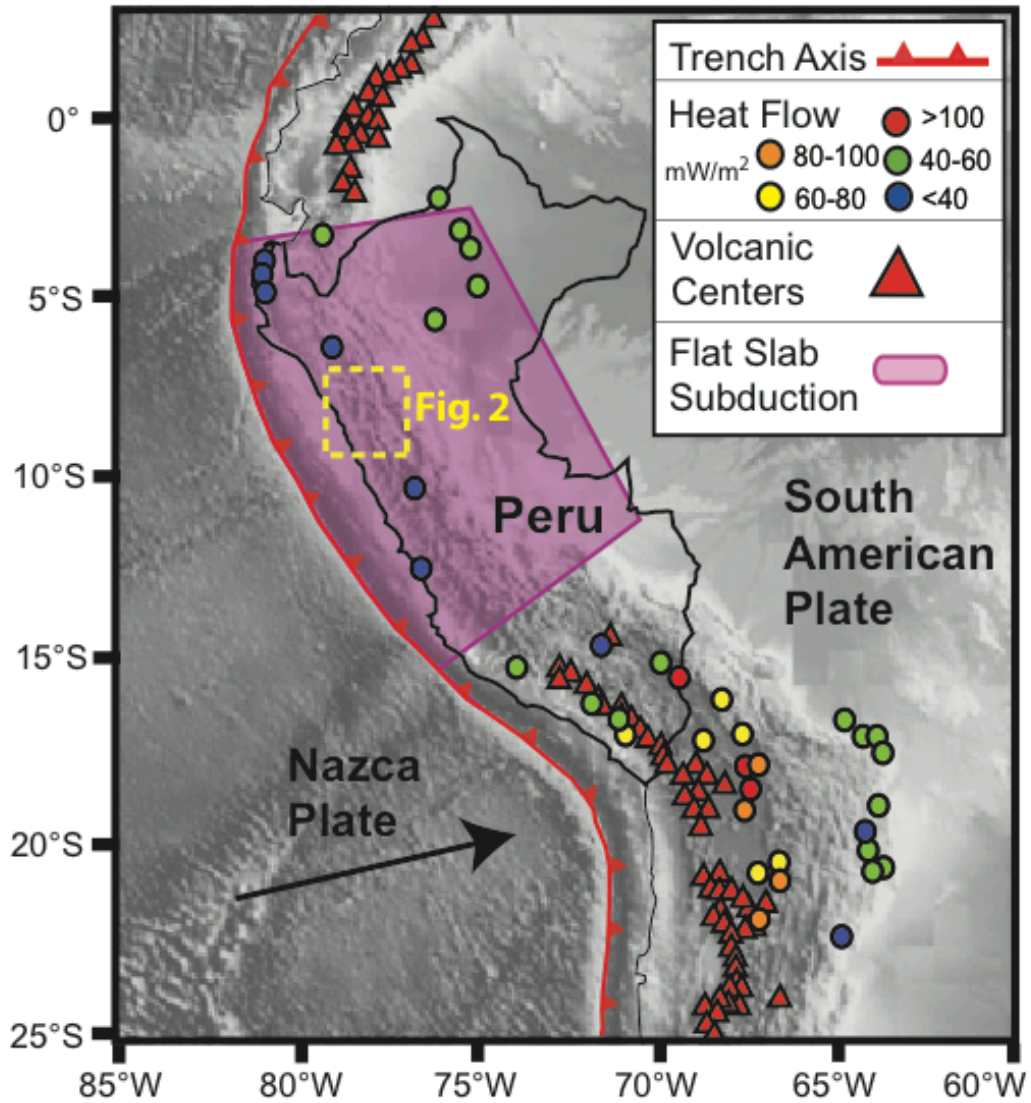 Trench Axis
Heat Flow
mW/m²
>100
80-100
40-60
60-80
<40
Volcanic
Centers
Flat Slab
Subduction
0°
5°S
10°S
15°S
20°S
25°S
Fig. 2
Peru
South
American
Plate
Nazca
Plate
85°W
80°W
75°W
70°W
65°W
60°W